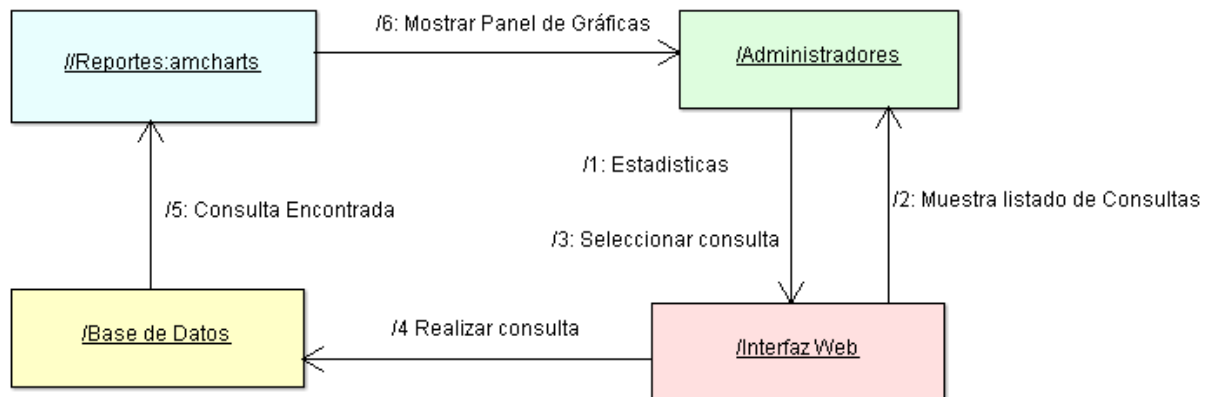 /6: Mostrar Panel de Gráficas
//Reportes:amcharts
/Administradores
/1: Estadisticas
/2: Muestra listado de Consultas
/5: Consulta Encontrada
/3: Seleccionar consulta
/Base de Datos
/4 Realizar consulta
/Interfaz Web